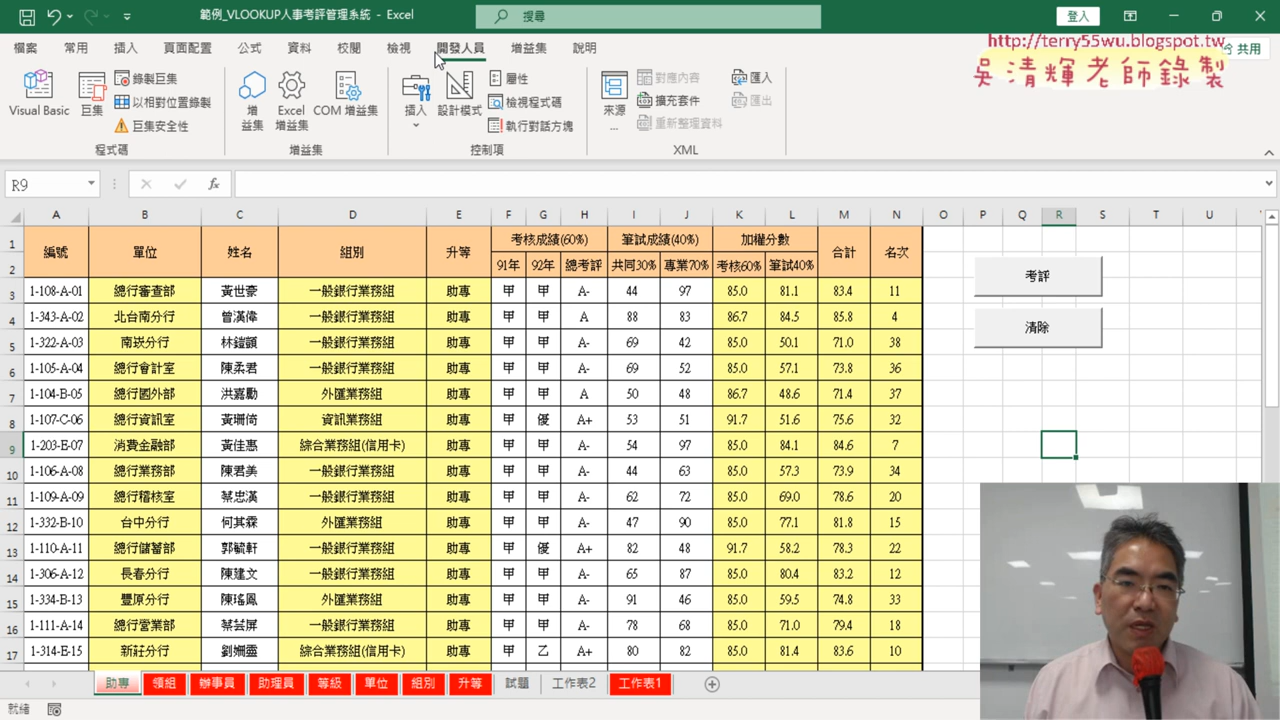 範例_VLOOKUP人事考評管理系統 - Excel
搜尋
登入
檔案 常用 插入 頁面配置 公式 資料 校閱 檢視 開發人員 增益集 說明
共用
http://terry55wu.blogspot.tw
吳清輝老師錄製
Visual Basic 巨集 錄製巨集 以相對位置錄製 巨集安全性
增益集 Excel 增益集 COM 增益集
插入 設計模式 屬性 檢視程式碼 執行對話方塊
來源... 對應內容 擴充套件 重新整理資料 匯入 匯出
程式碼 增益集 控制項 XML
R9 fx
A B C D E F G H I J K L M N O P Q R S T U
1 編號 單位 姓名 組別 升等 考核成績(60%) 筆試成績(40%) 加權分數 合計 名次
2 91年 92年 總考評 共同30% 專業70% 考核60% 筆試40%
3 1-108-A-01 總行審查部 黃世豪 一般銀行業務組 助專 甲 甲 A- 44 97 85.0 81.1 83.4 11
4 1-343-A-02 北台南分行 曾漢偉 一般銀行業務組 助專 甲 甲 A 88 83 86.7 84.5 85.8 4
5 1-322-A-03 南崁分行 林鎧顗 一般銀行業務組 助專 甲 甲 A- 69 42 85.0 50.1 71.0 38
6 1-105-A-04 總行會計室 陳柔君 一般銀行業務組 助專 甲 甲 A- 69 52 85.0 57.1 73.8 36
7 1-104-B-05 總行國外部 洪嘉勵 外匯業務組 助專 甲 甲 A 50 48 86.7 48.6 71.4 37
8 1-107-C-06 總行資訊室 黃珊倚 資訊業務組 助專 甲 優 A+ 53 51 91.7 51.6 75.6 32
9 1-203-E-07 消費金融部 黃佳惠 綜合業務組(信用卡) 助專 甲 甲 A- 54 97 85.0 84.1 84.6 7
10 1-106-A-08 總行業務部 陳君美 一般銀行業務組 助專 甲 甲 A- 44 63 85.0 57.3 73.9 34
11 1-109-A-09 總行稽核室 蔡忠漢 一般銀行業務組 助專 甲 甲 A- 62 72 85.0 69.0 78.6 20
12 1-332-B-10 台中分行 何其霖 外匯業務組 助專 甲 甲 A- 47 90 85.0 77.1 81.8 15
13 1-110-A-11 總行儲蓄部 郭毓軒 一般銀行業務組 助專 甲 優 A+ 82 48 91.7 58.2 78.3 22
14 1-306-A-12 長春分行 陳建文 一般銀行業務組 助專 甲 甲 A- 65 87 85.0 80.4 83.2 12
15 1-334-B-13 豐原分行 陳瑤鳳 外匯業務組 助專 甲 甲 A- 91 46 85.0 59.5 74.8 33
16 1-111-A-14 總行營業部 蔡芸屏 一般銀行業務組 助專 甲 甲 A- 78 68 85.0 71.0 79.4 18
17 1-314-E-15 新莊分行 劉姍靈 綜合業務組(信用卡) 助專 甲 乙 A+ 80 82 85.0 81.4 83.6 10
考評
清除
助專 領組 辦事員 助理員 等級 單位 組別 升等 試題 工作表2 工作表1
就緒